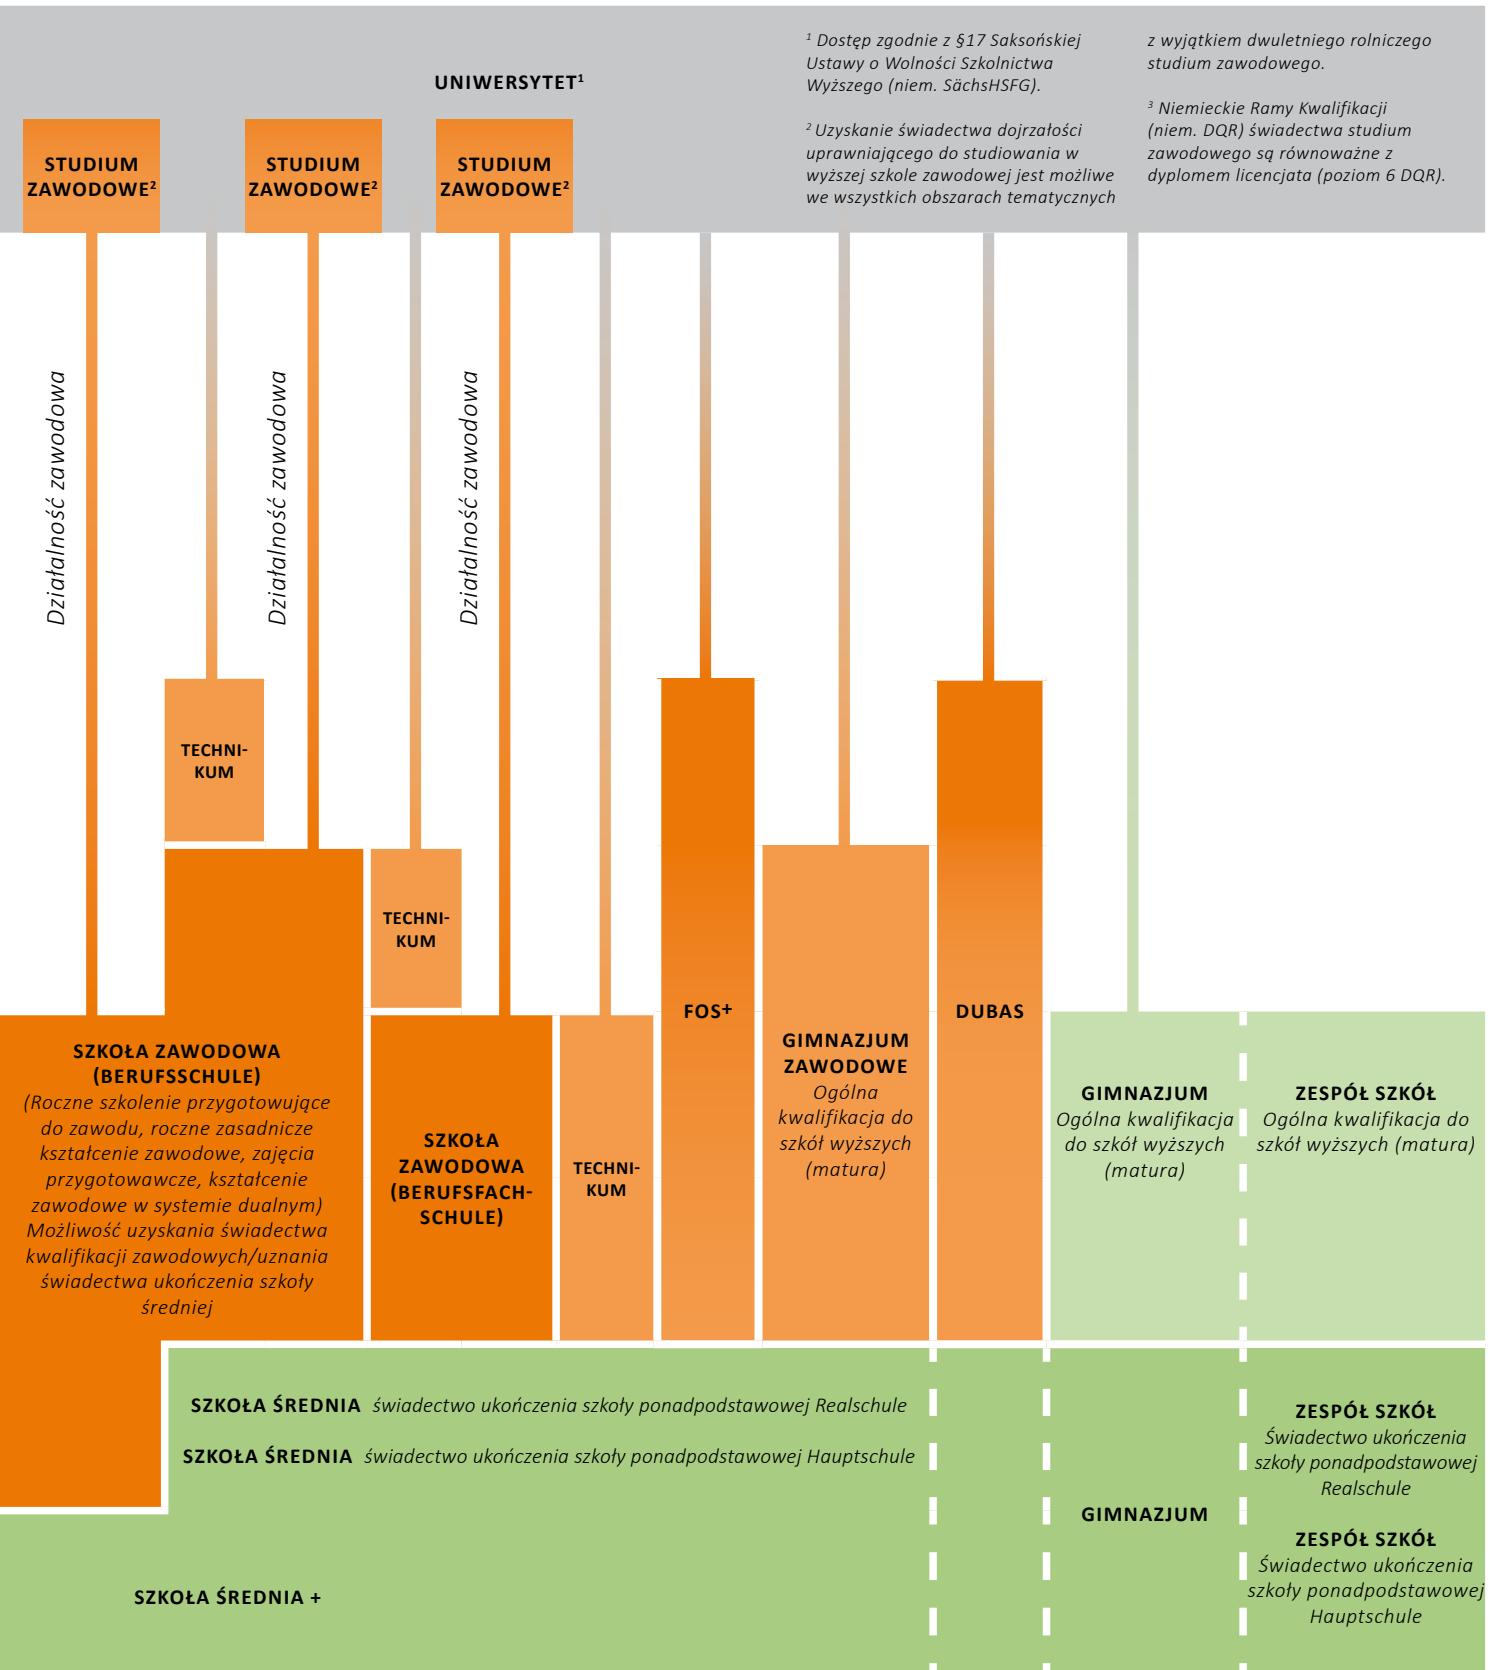 UNIWERSYTET¹
¹ Dostęp zgodnie z §17 Saksońskiej
Ustawy o Wolności Szkolnictwa
Wyższego (niem. SächsHSFG).
² Uzyskanie świadectwa dojrzałości
uprawniającego do studiowania w
wyższej szkole zawodowej jest możliwe
we wszystkich obszarach tematycznych
z wyjątkiem dwuletniego rolniczego
studium zawodowego.
³ Niemieckie Ramy Kwalifikacji
(niem. DQR) świadectwa studium
zawodowego są równoważne z
dyplomem licencjata (poziom 6 DQR).
STUDIUM
ZAWODOWE²
STUDIUM
ZAWODOWE²
STUDIUM
ZAWODOWE²
Działalność zawodowa
Działalność zawodowa
Działalność zawodowa
TECHNI-
KUM
TECHNI-
KUM
SZKOŁA ZAWODOWA
(BERUFSSCHULE)
(Roczne szkolenie przygotowujące
do zawodu, roczne zasadnicze
kształcenie zawodowe, zajęcia
przygotowawcze, kształcenie
zawodowe w systemie dualnym)
Możliwość uzyskania świadectwa
kwalifikacji zawodowych/uznania
świadectwa ukończenia szkoły
średniej
SZKOŁA
ZAWODOWA
(BERUFSFACH-
SCHULE)
TECHNI-
KUM
FOS+
GIMNAZJUM
ZAWODOWE
Ogólna
kwalifikacja do
szkół wyższych
(matura)
DUBAS
GIMNAZJUM
Ogólna kwalifikacja
do szkół wyższych
(matura)
ZESPÓŁ SZKÓŁ
Ogólna kwalifikacja do
szkół wyższych (matura)
SZKOŁA ŚREDNIA świadectwo ukończenia szkoły ponadpodstawowej Realschule
SZKOŁA ŚREDNIA świadectwo ukończenia szkoły ponadpodstawowej Hauptschule
SZKOŁA ŚREDNIA +
GIMNAZJUM
ZESPÓŁ SZKÓŁ
Świadectwo ukończenia
szkoły ponadpodstawowej
Realschule
ZESPÓŁ SZKÓŁ
Świadectwo ukończenia
szkoły ponadpodstawowej
Hauptschule